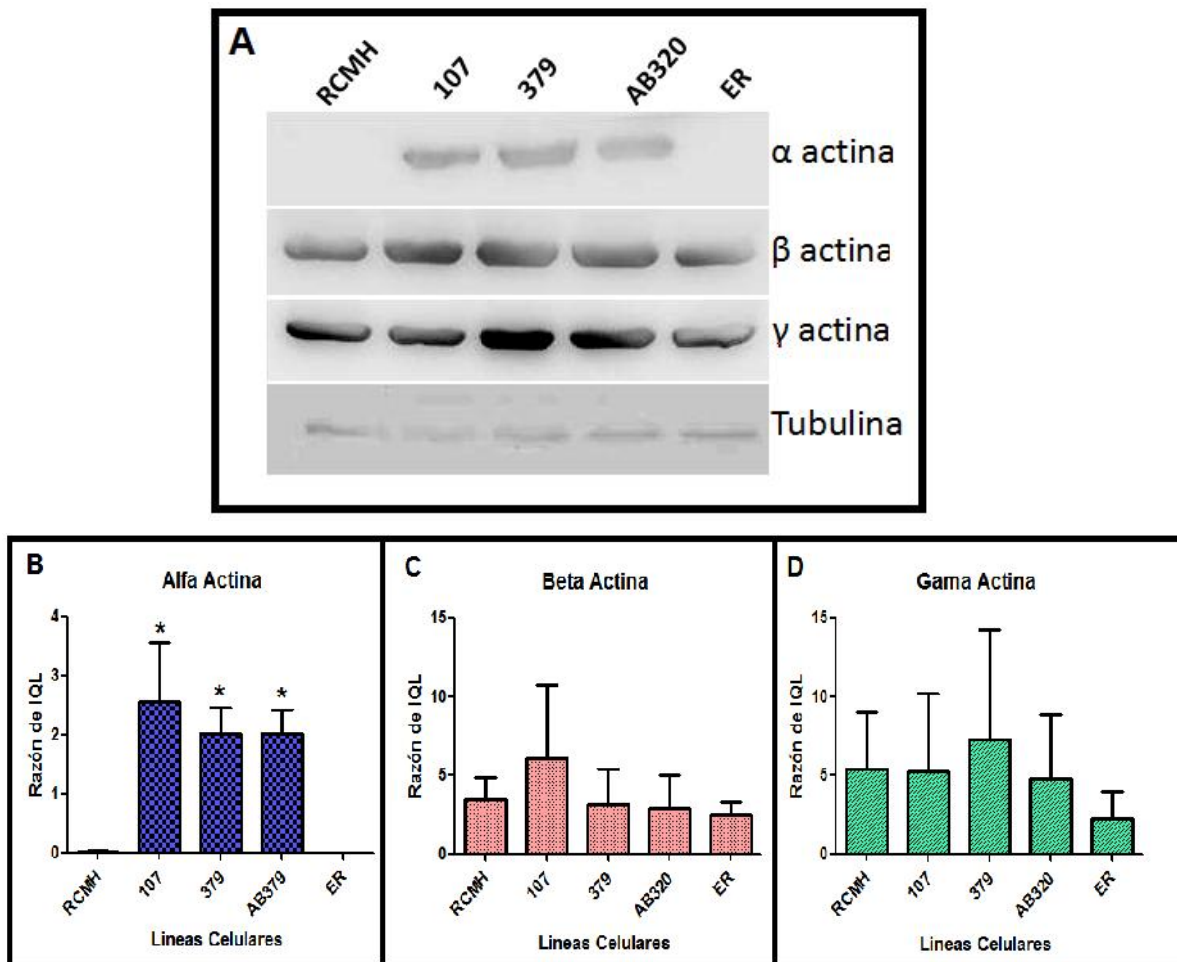 A
RCMH 107 379 AB320 ER
α actina
β actina
γ actina
Tubulina
B
Alfa Actina
Razón de IQL
4
3
2
1
0
* * *
RCMH 107 379 AB379 ER
Lineas Celulares
C
Beta Actina
Razón de IQL
15
10
5
0
RCMH 107 379 AB320 ER
Lineas Celulares
D
Gama Actina
Razón de IQL
15
10
5
0
RCMH 107 379 AB320 ER
Lineas Celulares